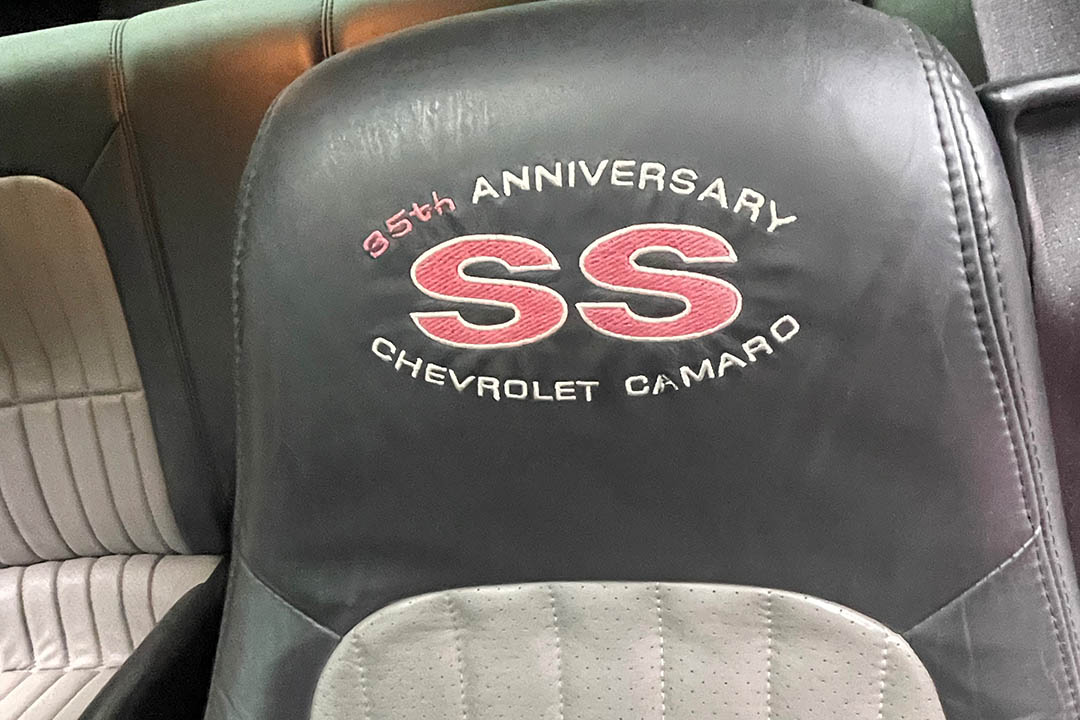 35th ANNIVERSARY
SS
CHEVROLET CAMARO